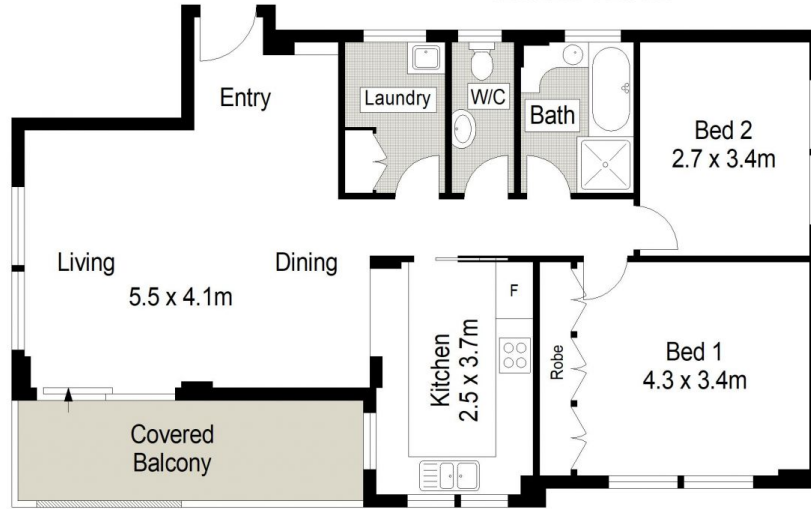 Entry
Laundry
W/C
Bath
Bed 2
2.7 x 3.4m
Living
Dining
5.5 x 4.1m
F
Kitchen
2.5 x 3.7m
Robe
Bed 1
4.3 x 3.4m
Covered
Balcony